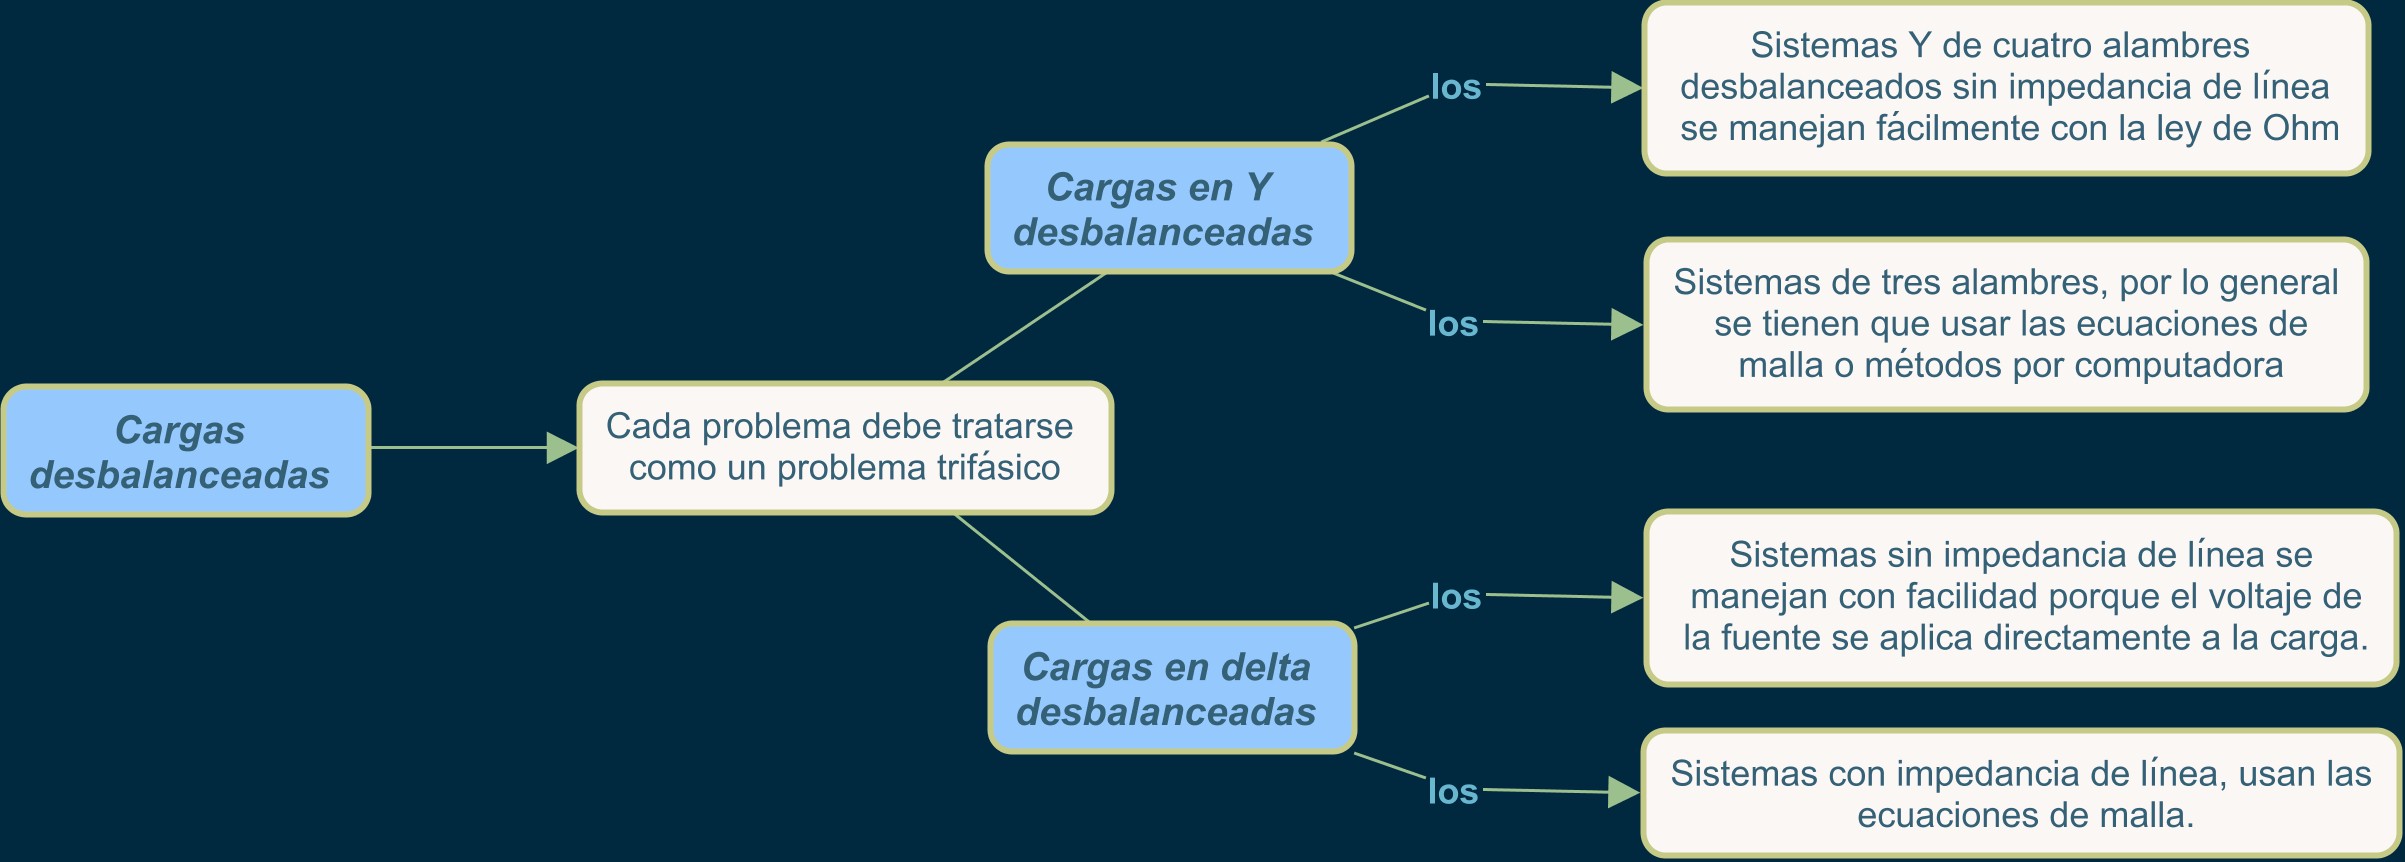 Cargas
desbalanceadas
Cada problema debe tratarse
como un problema trifásico
Cargas en Y
desbalanceadas
los
Sistemas Y de cuatro alambres
desbalanceados sin impedancia de línea
se manejan fácilmente con la ley de Ohm
los
Sistemas de tres alambres, por lo general
se tienen que usar las ecuaciones de
malla o métodos por computadora
Cargas en delta
desbalanceadas
los
Sistemas sin impedancia de línea se
manejan con facilidad porque el voltaje de
la fuente se aplica directamente a la carga.
los
Sistemas con impedancia de línea, usan las
ecuaciones de malla.